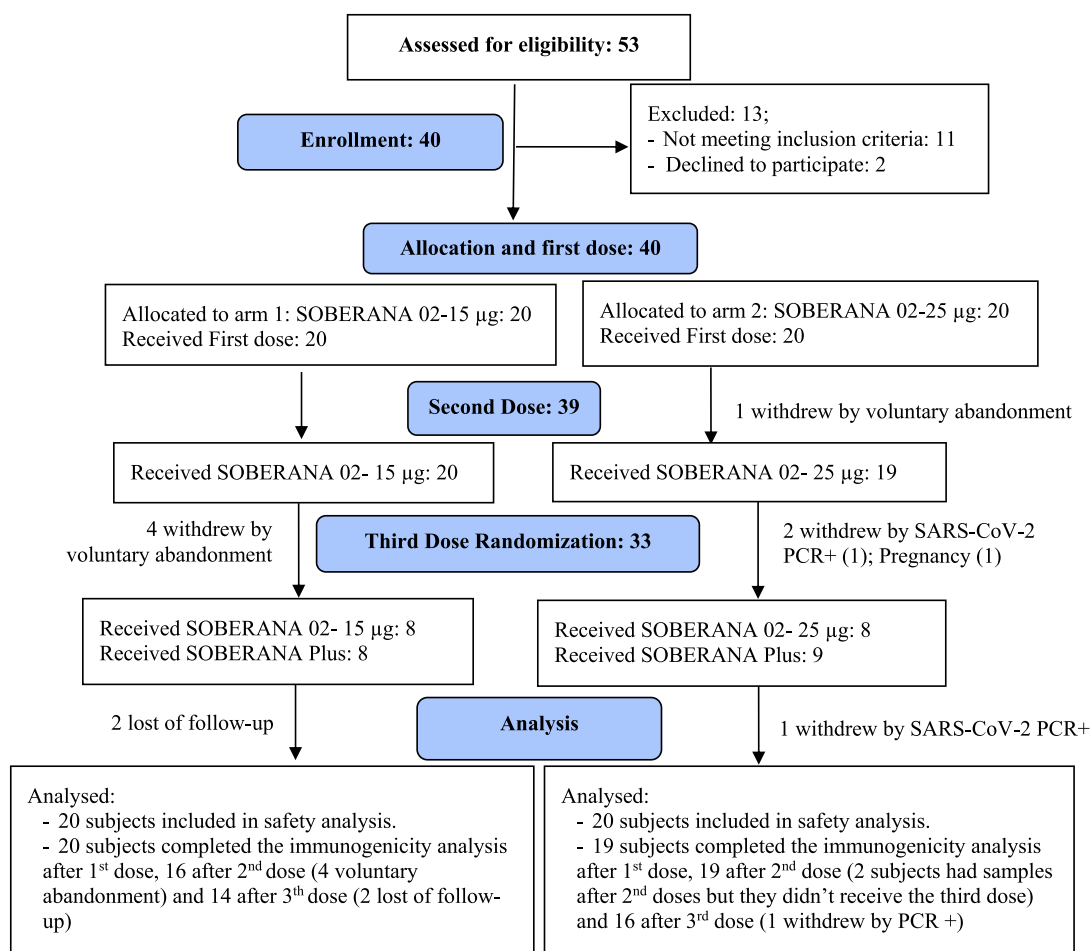 Assessed for eligibility: 53
Excluded: 13;
- Not meeting inclusion criteria: 11
- Declined to participate: 2
Enrollment: 40
Allocation and first dose: 40
Allocated to arm 1: SOBERANA 02-15 µg: 20
Received First dose: 20
Allocated to arm 2: SOBERANA 02-25 µg: 20
Received First dose: 20
Second Dose: 39
1 withdrew by voluntary abandonment
Received SOBERANA 02- 15 µg: 20
Received SOBERANA 02- 25 µg: 19
4 withdrew by
voluntary abandonment
Third Dose Randomization: 33
2 withdrew by SARS-CoV-2
PCR+ (1); Pregnancy (1)
Received SOBERANA 02- 15 µg: 8
Received SOBERANA Plus: 8
Received SOBERANA 02- 25 µg: 8
Received SOBERANA Plus: 9
2 lost of follow-up
Analysis
1 withdrew by SARS-CoV-2 PCR+
Analysed:
- 20 subjects included in safety analysis.
- 20 subjects completed the immunogenicity analysis
after 1st dose, 16 after 2nd dose (4 voluntary
abandonment) and 14 after 3th dose (2 lost of follow-
up)
Analysed:
- 20 subjects included in safety analysis.
- 19 subjects completed the immunogenicity analysis
after 1st dose, 19 after 2nd dose (2 subjects had samples
after 2nd doses but they didn't receive the third dose)
and 16 after 3rd dose (1 withdrew by PCR +)